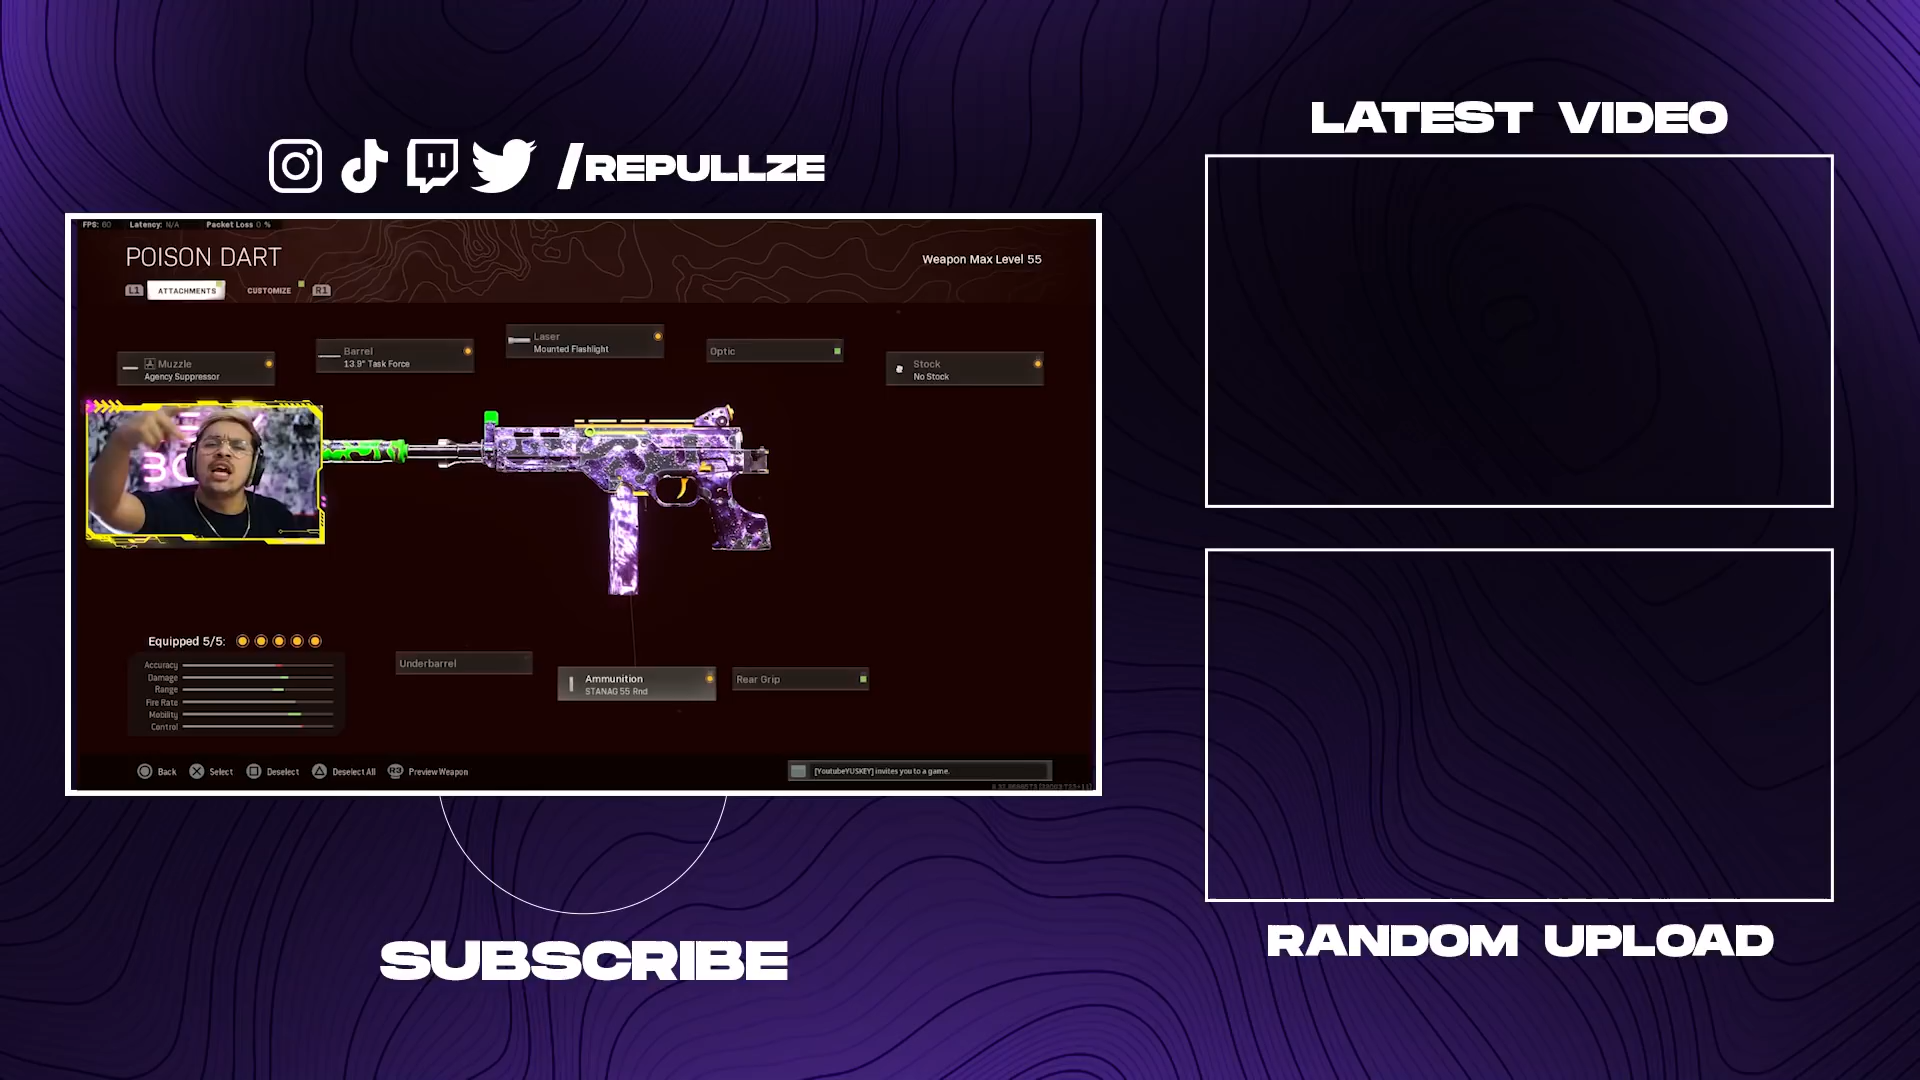 LATEST VIDEO
/REPULLZE
FPS: 60 Latency: N/A Packet Loss 0 %
POISON DART
Weapon Max Level 55
L1 ATTACHMENTS CUSTOMIZE R1
Laser
Mounted Flashlight
Barrel
13.9" Task Force
Optic
Muzzle
Agency Suppressor
Stock
No Stock
Equipped 5/5:
Accuracy
Damage
Range
Fire Rate
Mobility
Control
Underbarrel
Ammunition
STANAG 55 Rnd
Rear Grip
Back Select Deselect Deselect All R3 Preview Weapon
[YoutubeYUSKEY] invites you to a game.
SUBSCRIBE
RANDOM UPLOAD